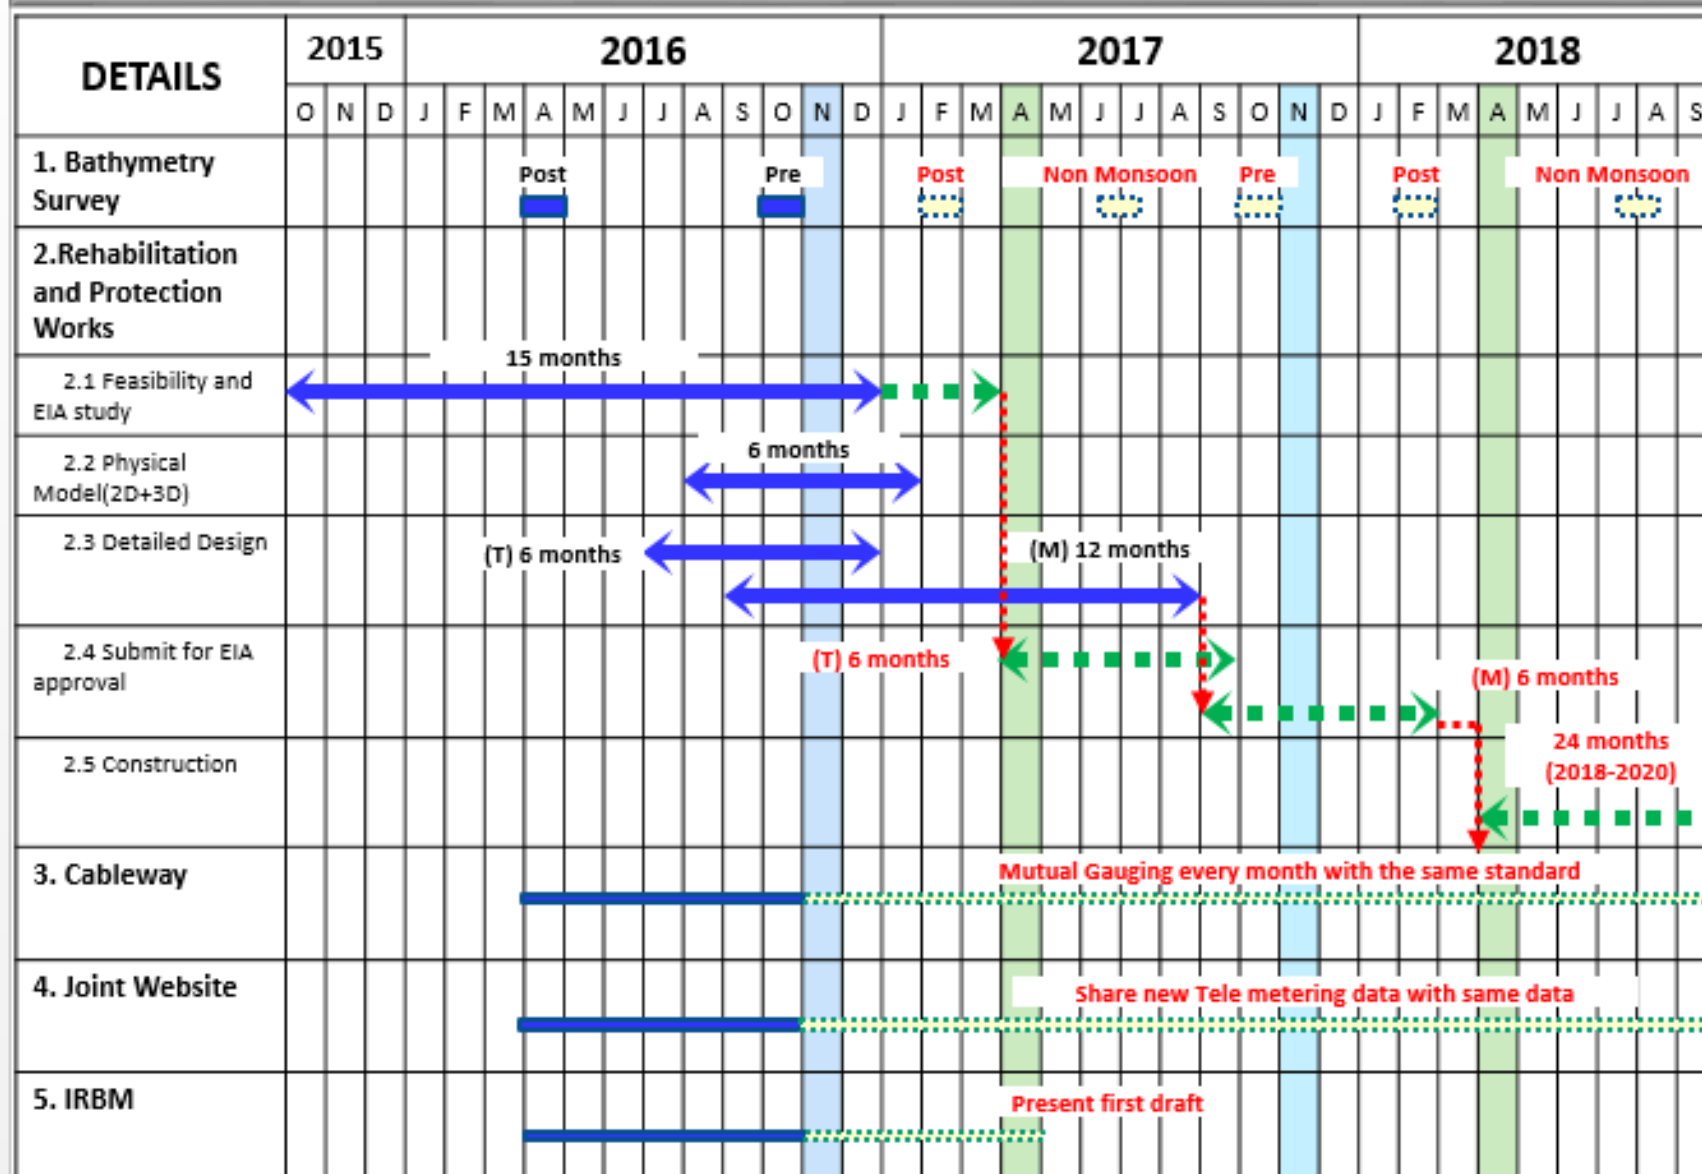 DETAILS 2015 2016 2017 2018
O N D J F M A M J J A S O N D J F M A M J J A S O N D J F M A M J J A S
1. Bathymetry
Survey
Post Pre Post Non Monsoon Pre Post Non Monsoon
2.Rehabilitation
and Protection
Works
15 months
2.1 Feasibility and
EIA study
6 months
2.2 Physical
Model(2D+3D)
2.3 Detailed Design
(T) 6 months (M) 12 months
2.4 Submit for EIA
approval
(T) 6 months
(M) 6 months
2.5 Construction
24 months
(2018-2020)
3. Cableway
Mutual Gauging every month with the same standard
4. Joint Website
Share new Tele metering data with same data
5. IRBM
Present first draft